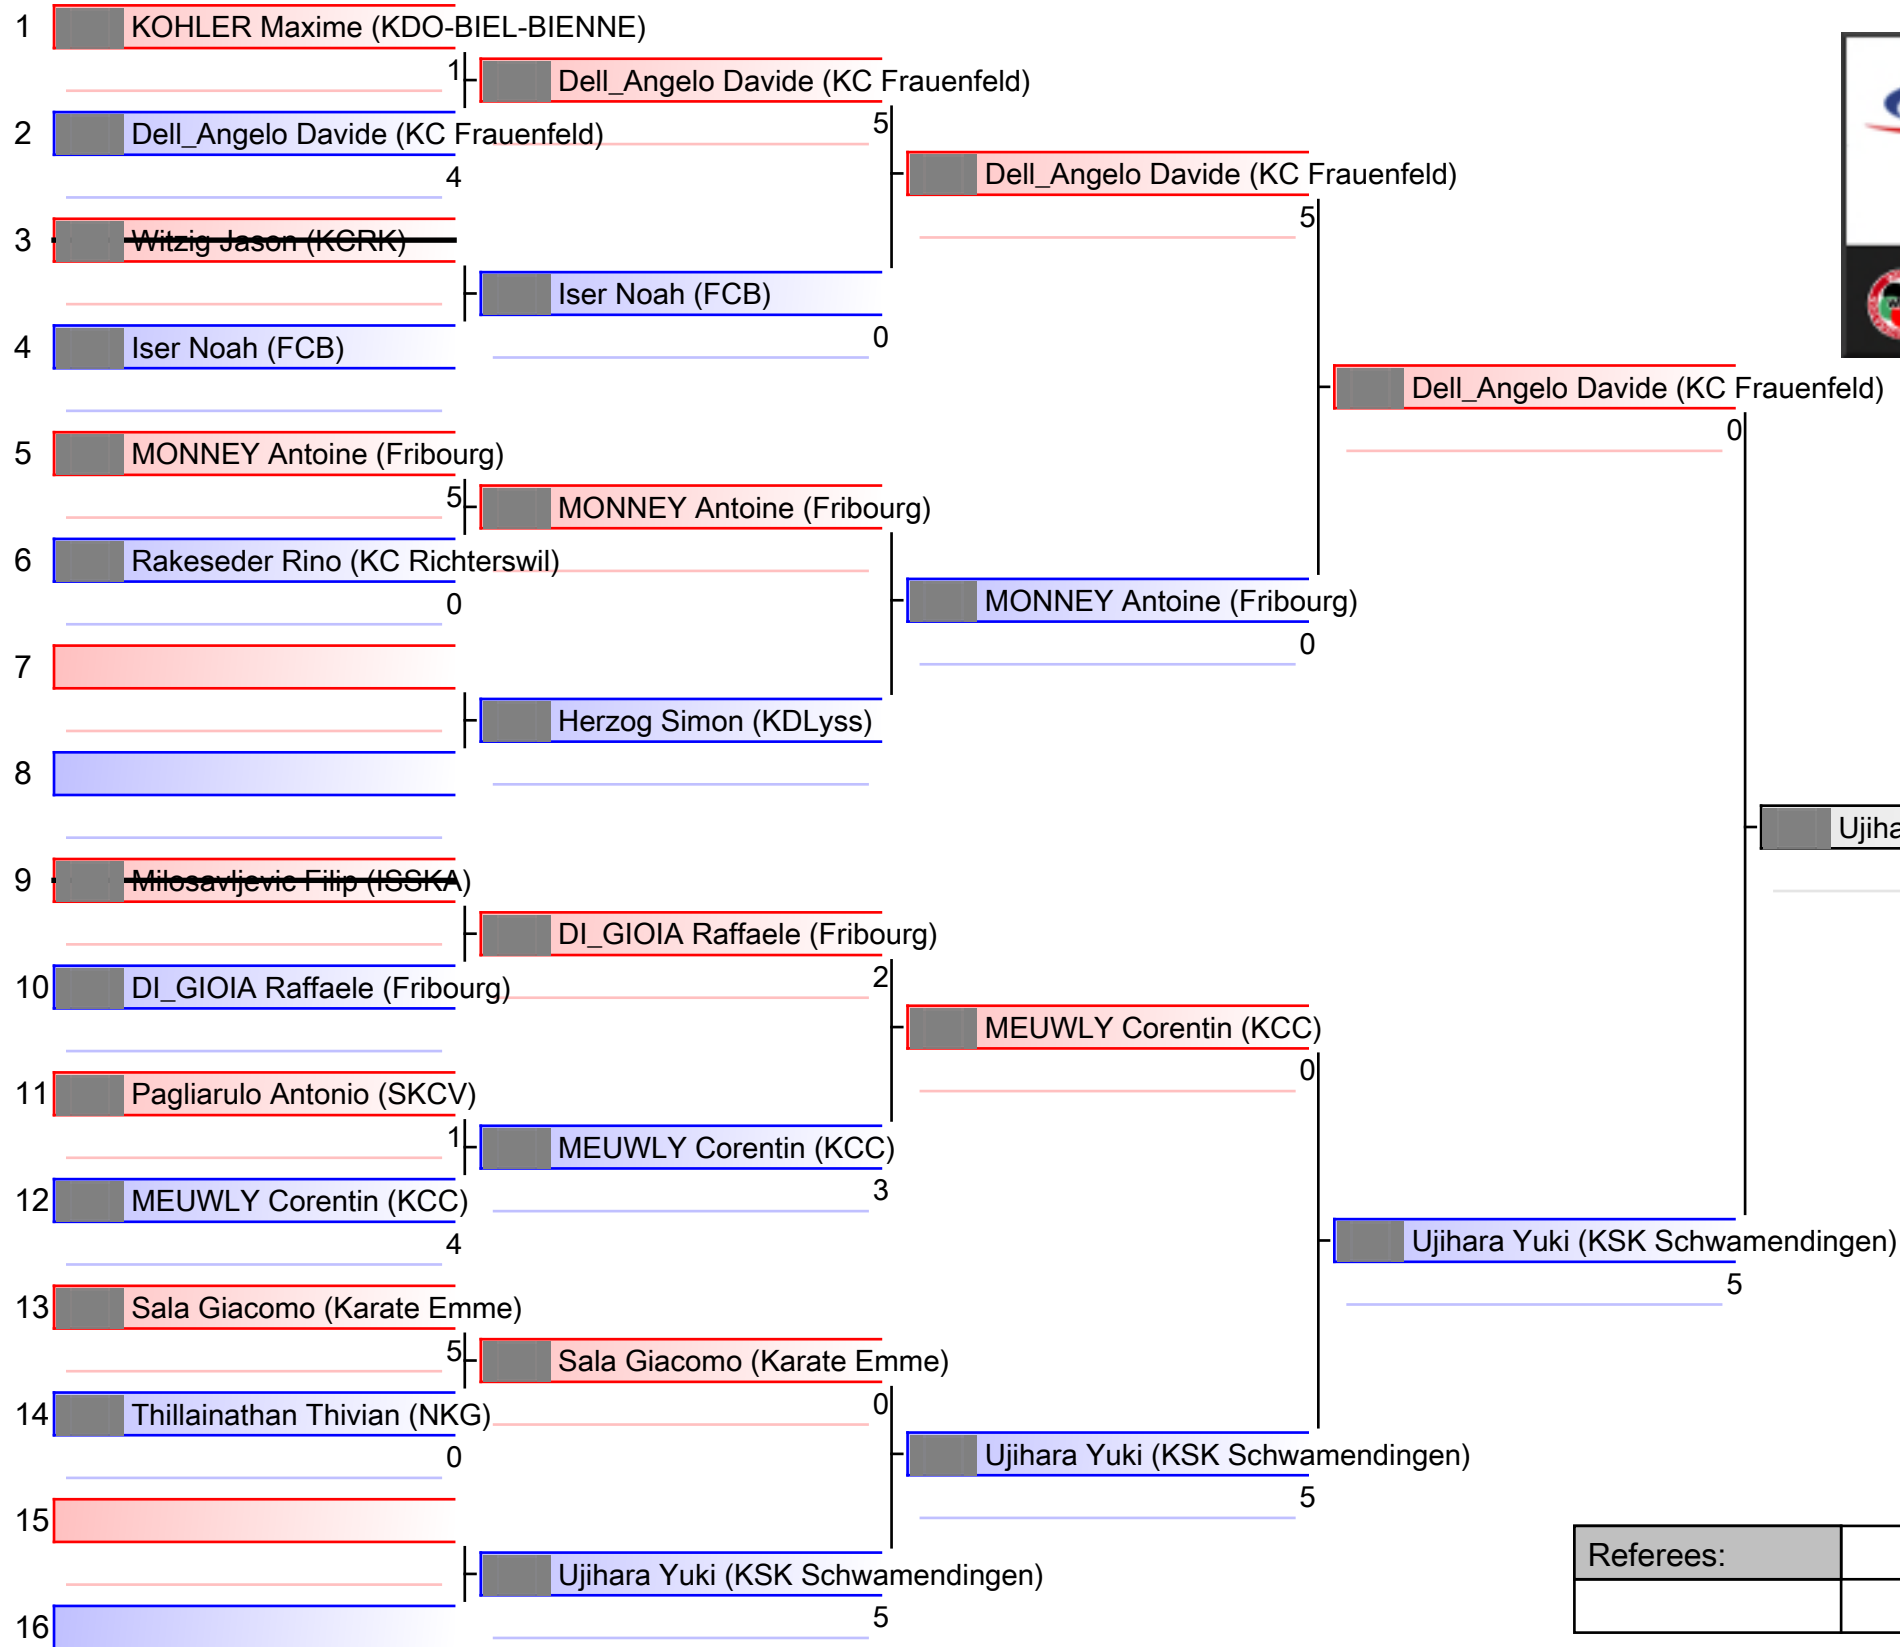 1 KOHLER Maxime (KDO-BIEL-BIENNE)
1
2 Dell_Angelo Davide (KC Frauenfeld)
4
3 Witzig Jason (KCRK)
4 Iser Noah (FCB)
5 MONNEY Antoine (Fribourg)
5
6 Rakeseder Rino (KC Richterswil)
0
7
8
9 Milosavljevic Filip (ISSKA)
10 DI_GIOIA Raffaele (Fribourg)
11 Pagliarulo Antonio (SKCV)
1
12 MEUWLY Corentin (KCC)
4
13 Sala Giacomo (Karate Emme)
5
14 Thillainathan Thivian (NKG)
0
15
16
Dell_Angelo Davide (KC Frauenfeld)
5
Iser Noah (FCB)
0
MONNEY Antoine (Fribourg)
Herzog Simon (KDLyss)
DI_GIOIA Raffaele (Fribourg)
2
MEUWLY Corentin (KCC)
3
Sala Giacomo (Karate Emme)
0
Ujihara Yuki (KSK Schwamendingen)
5
Dell_Angelo Davide (KC Frauenfeld)
5
MONNEY Antoine (Fribourg)
0
MEUWLY Corentin (KCC)
0
Ujihara Yuki (KSK Schwamendingen)
5
Dell_Angelo Davide (KC Frauenfeld)
0
Ujihara Yuki (KSK Schwamendingen)
5
Referees: